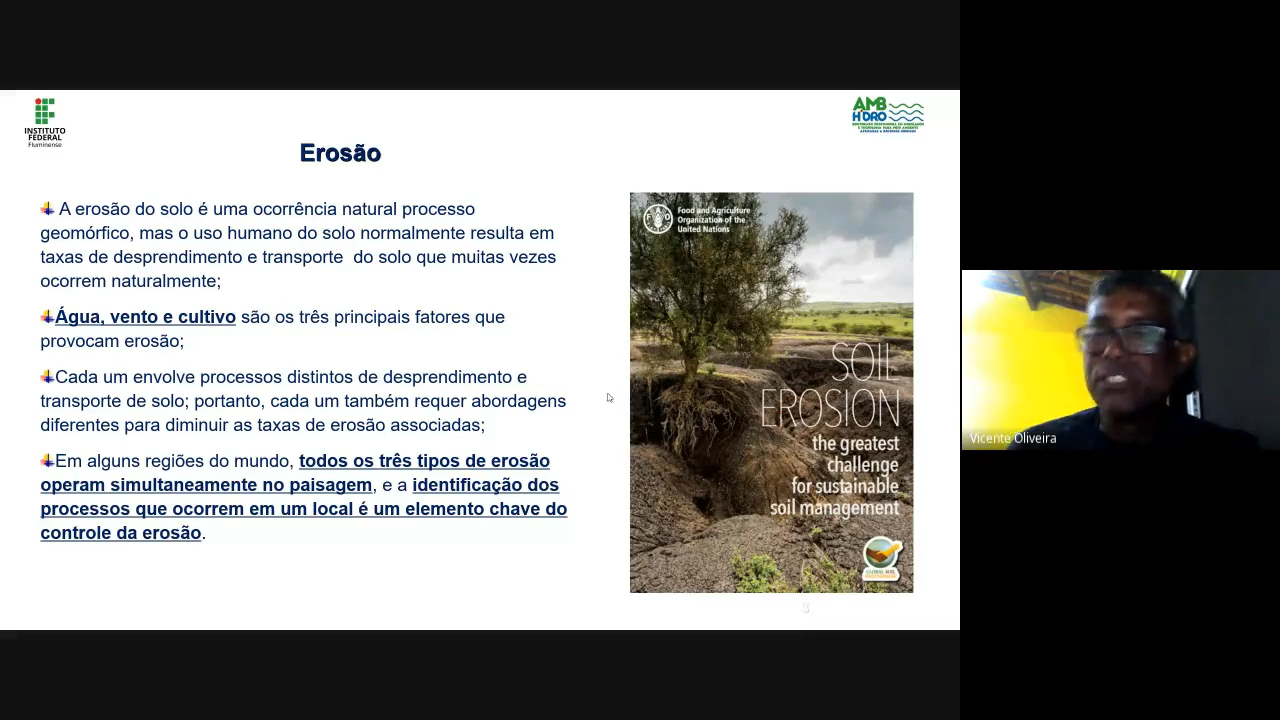 INSTITUTO
FEDERAL
Fluminense
AMB
HIDRO
Erosão
A erosão do solo é uma ocorrência natural processo
geomórfico, mas o uso humano do solo normalmente resulta em
taxas de desprendimento e transporte do solo que muitas vezes
ocorrem naturalmente;
Água, vento e cultivo são os três principais fatores que
provocam erosão;
Cada um envolve processos distintos de desprendimento e
transporte de solo; portanto, cada um também requer abordagens
diferentes para diminuir as taxas de erosão associadas;
Em alguns regiões do mundo, todos os três tipos de erosão
operam simultaneamente no paisagem, e a identificação dos
processos que ocorrem em um local é um elemento chave do
controle da erosão.
FAO
Food and Agriculture
Organization of the
United Nations
SOIL
EROSION
the greatest
challenge
for sustainable
soil management
3
Vicente Oliveira